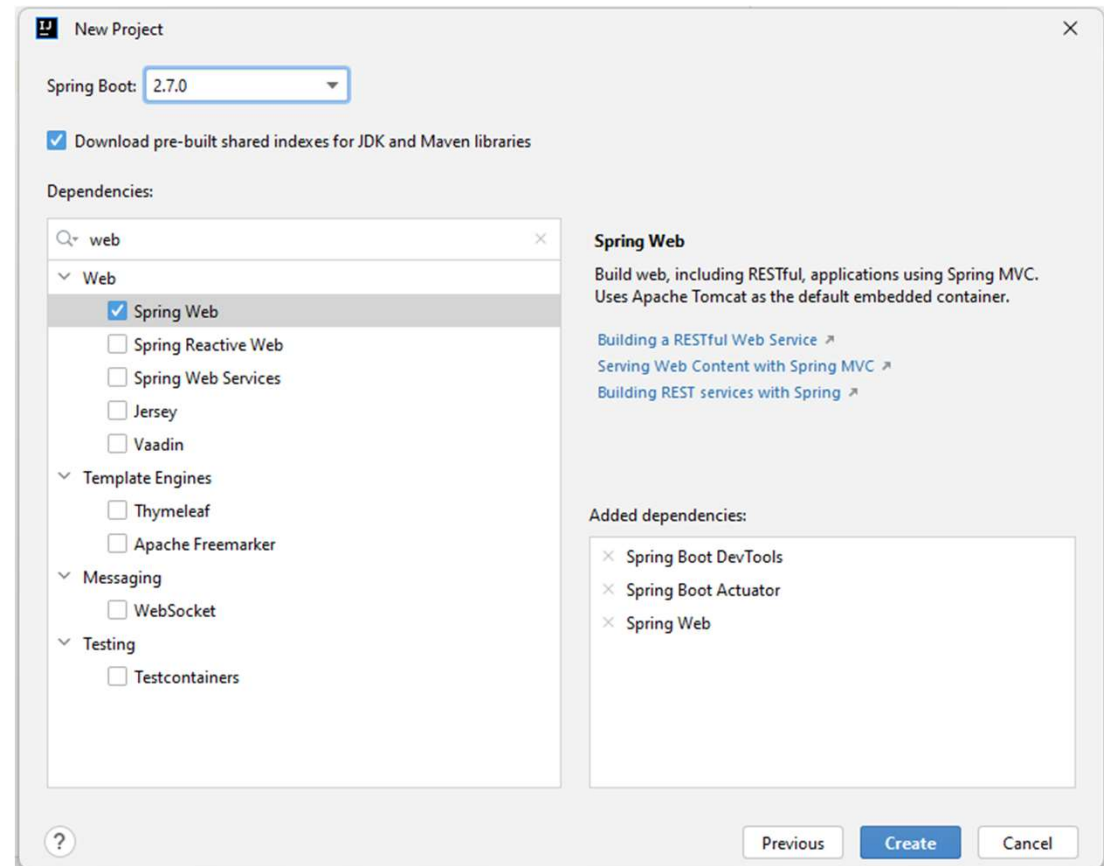 IJ
New Project
Spring Boot: 2.7.0
Download pre-built shared indexes for JDK and Maven libraries
Dependencies:
web
Web
Spring Web
Spring Reactive Web
Spring Web Services
Jersey
Vaadin
Template Engines
Thymeleaf
Apache Freemarker
Messaging
WebSocket
Testing
Testcontainers
Spring Web
Build web, including RESTful, applications using Spring MVC.
Uses Apache Tomcat as the default embedded container.
Building a RESTful Web Service
Serving Web Content with Spring MVC
Building REST services with Spring
Added dependencies:
Spring Boot DevTools
Spring Boot Actuator
Spring Web
?
Previous
Create
Cancel